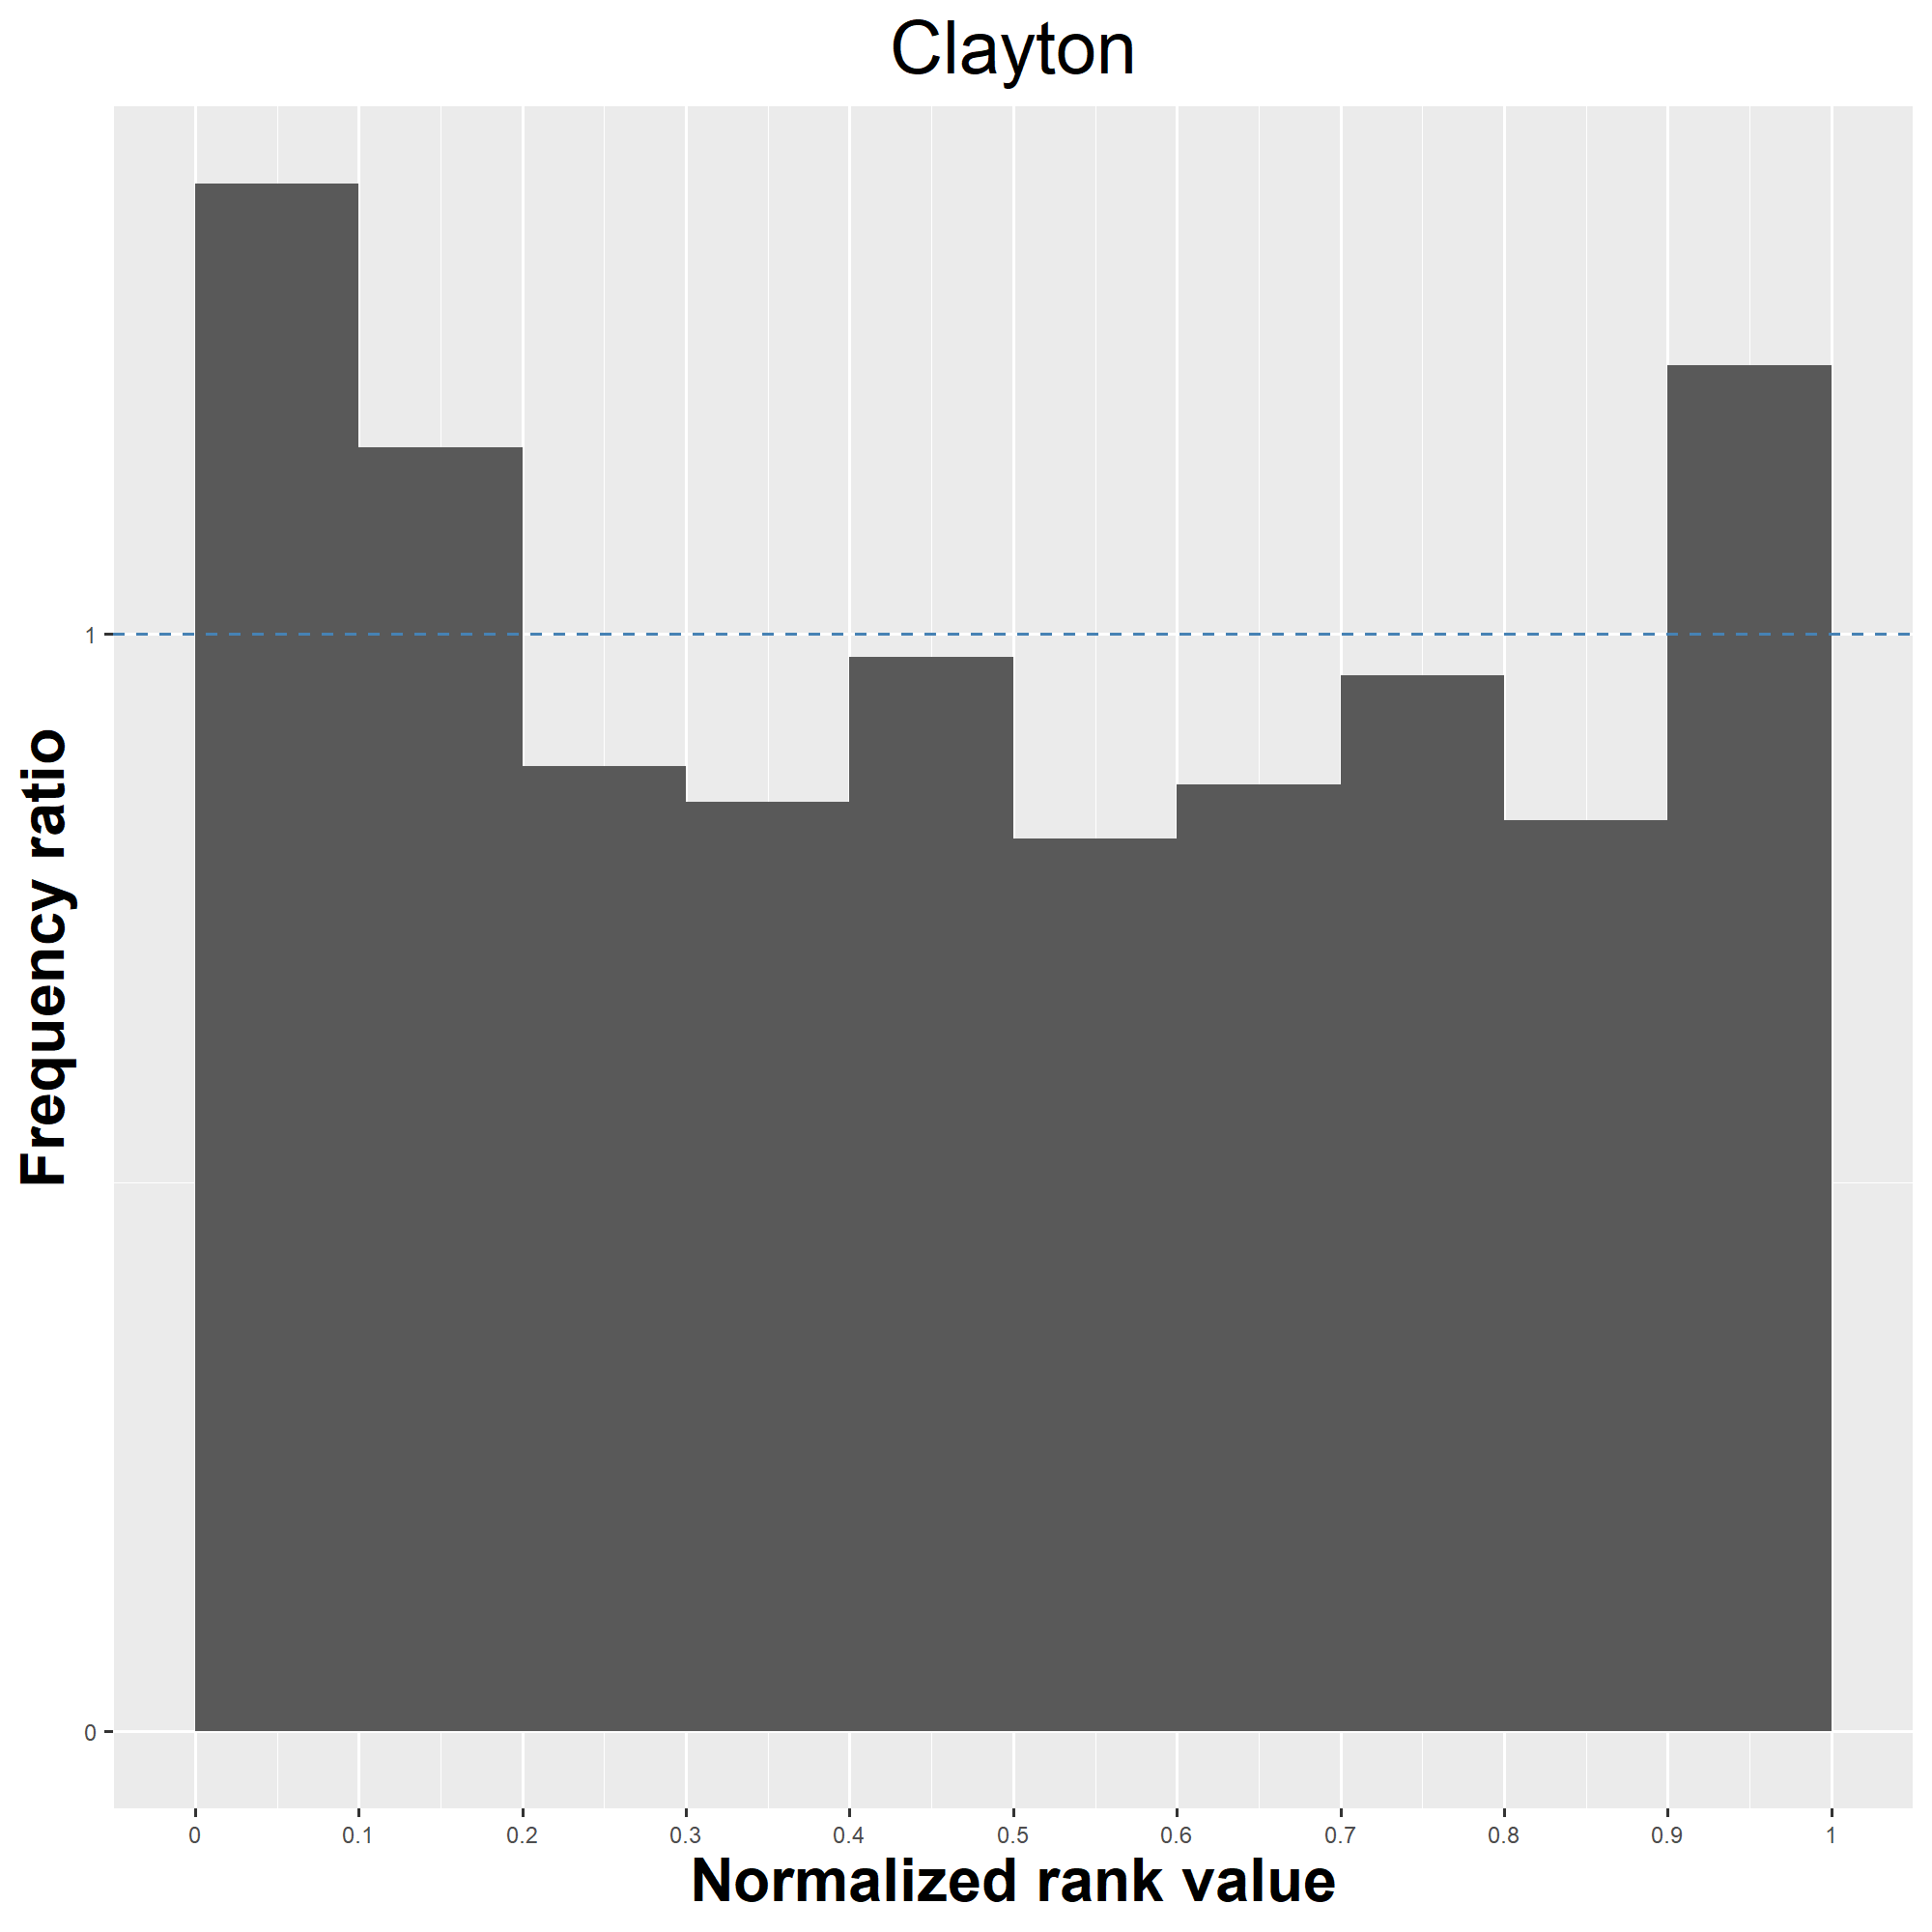 Clayton
Frequency ratio
1
0
0 0.1 0.2 0.3 0.4 0.5 0.6 0.7 0.8 0.9 1
Normalized rank value